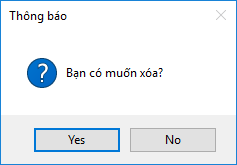 Thông báo
Bạn có muốn xóa?
Yes
No